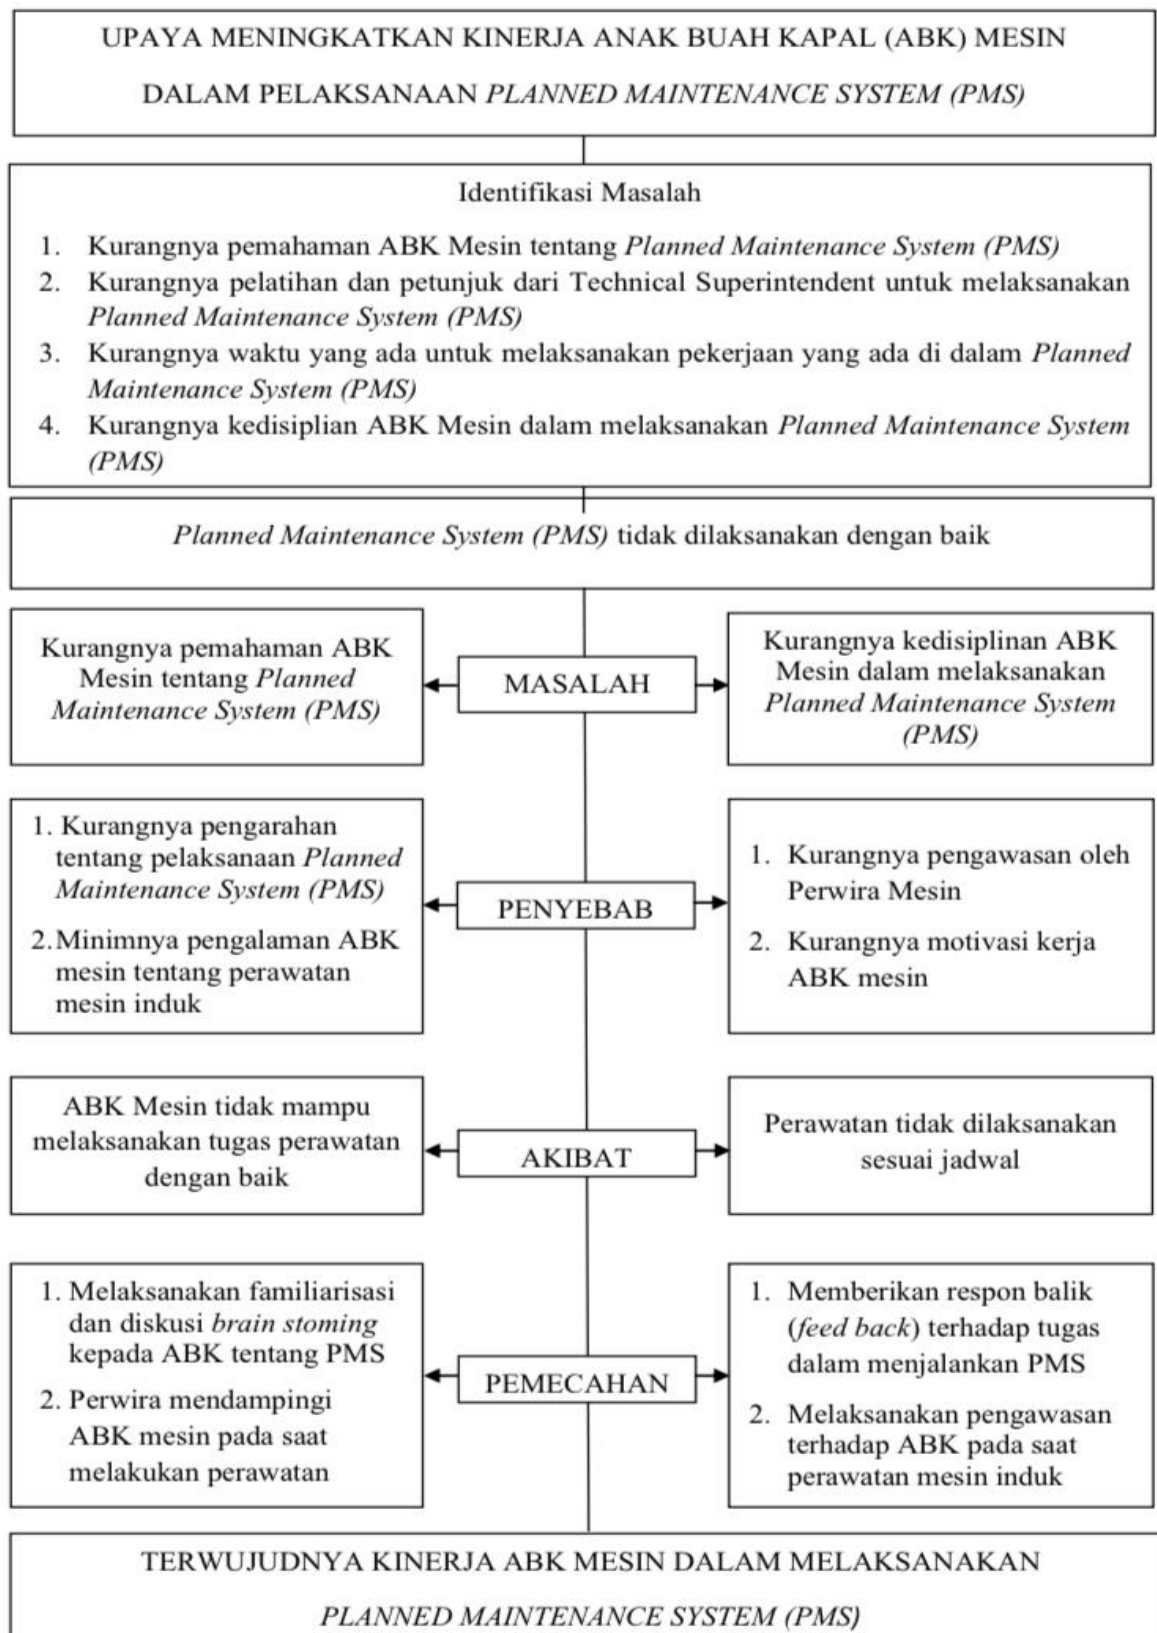 UPAYA MENINGKATKAN KINERJA ANAK BUAH KAPAL (ABK) MESIN
DALAM PELAKSANAAN PLANNED MAINTENANCE SYSTEM (PMS)
Identifikasi Masalah
1. Kurangnya pemahaman ABK Mesin tentang Planned Maintenance System (PMS)
2. Kurangnya pelatihan dan petunjuk dari Technical Superintendent untuk melaksanakan
Planned Maintenance System (PMS)
3. Kurangnya waktu yang ada untuk melaksanakan pekerjaan yang ada di dalam Planned
Maintenance System (PMS)
4. Kurangnya kedisiplian ABK Mesin dalam melaksanakan Planned Maintenance System
(PMS)
Planned Maintenance System (PMS) tidak dilaksanakan dengan baik
Kurangnya pemahaman ABK
Mesin tentang Planned
Maintenance System (PMS)
MASALAH
Kurangnya kedisiplinan ABK
Mesin dalam melaksanakan
Planned Maintenance System
(PMS)
1. Kurangnya pengarahan
tentang pelaksanaan Planned
Maintenance System (PMS)
2. Minimnya pengalaman ABK
mesin tentang perawatan
mesin induk
PENYEBAB
1. Kurangnya pengawasan oleh
Perwira Mesin
2. Kurangnya motivasi kerja
ABK mesin
ABK Mesin tidak mampu
melaksanakan tugas perawatan
dengan baik
AKIBAT
Perawatan tidak dilaksanakan
sesuai jadwal
1. Melaksanakan familiarisasi
dan diskusi brain stoming
kepada ABK tentang PMS
2. Perwira mendampingi
ABK mesin pada saat
melakukan perawatan
PEMECAHAN
1. Memberikan respon balik
(feed back) terhadap tugas
dalam menjalankan PMS
2. Melaksanakan pengawasan
terhadap ABK pada saat
perawatan mesin induk
TERWUJUDNYA KINERJA ABK MESIN DALAM MELAKSANAKAN
PLANNED MAINTENANCE SYSTEM (PMS)